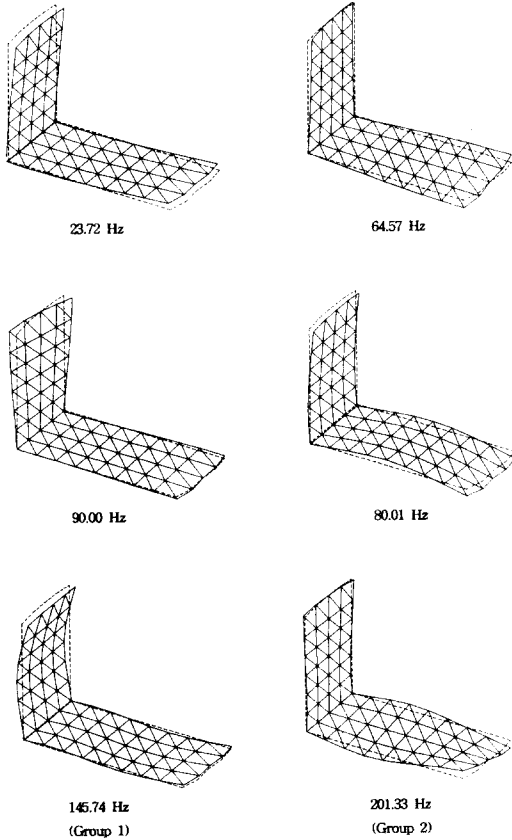 23.72 Hz
64.57 Hz
90.00 Hz
80.01 Hz
145.74 Hz
(Group 1)
201.33 Hz
(Group 2)